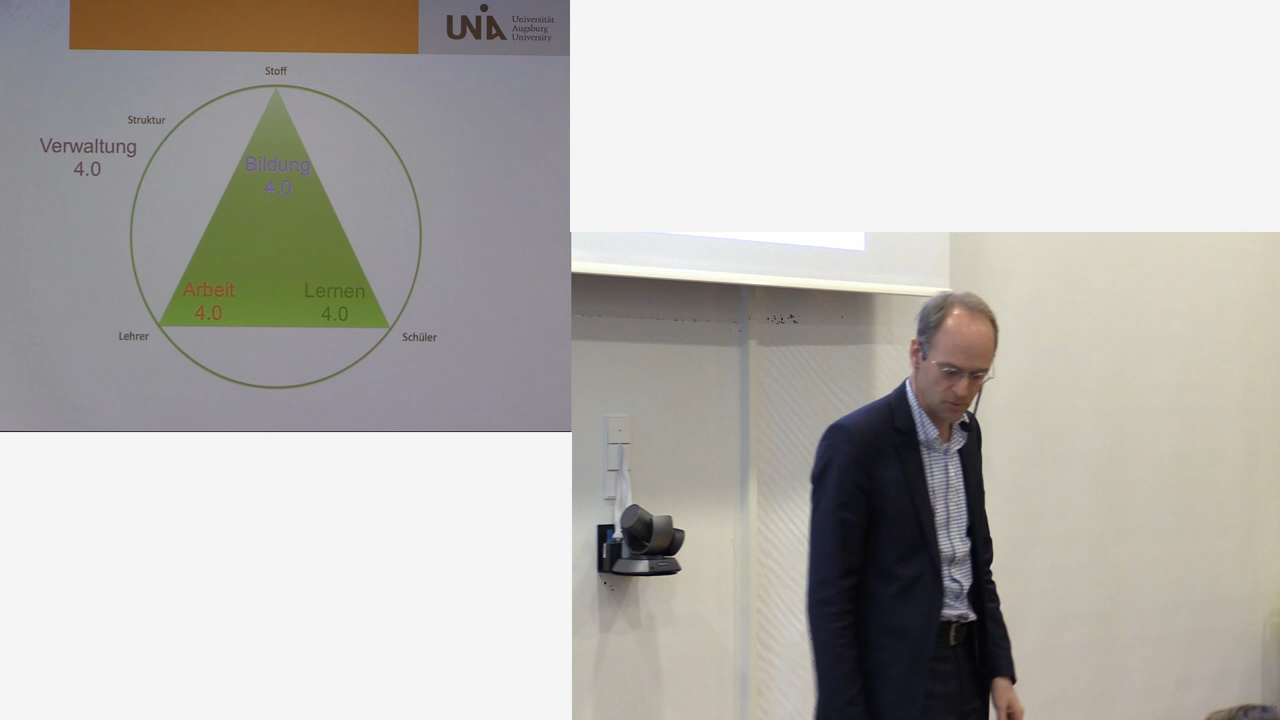 UNIA
Universität
Augsburg
University
Stoff
Struktur
Verwaltung
4.0
Bildung
4.0
Arbeit
4.0
Lernen
4.0
Lehrer
Schüler